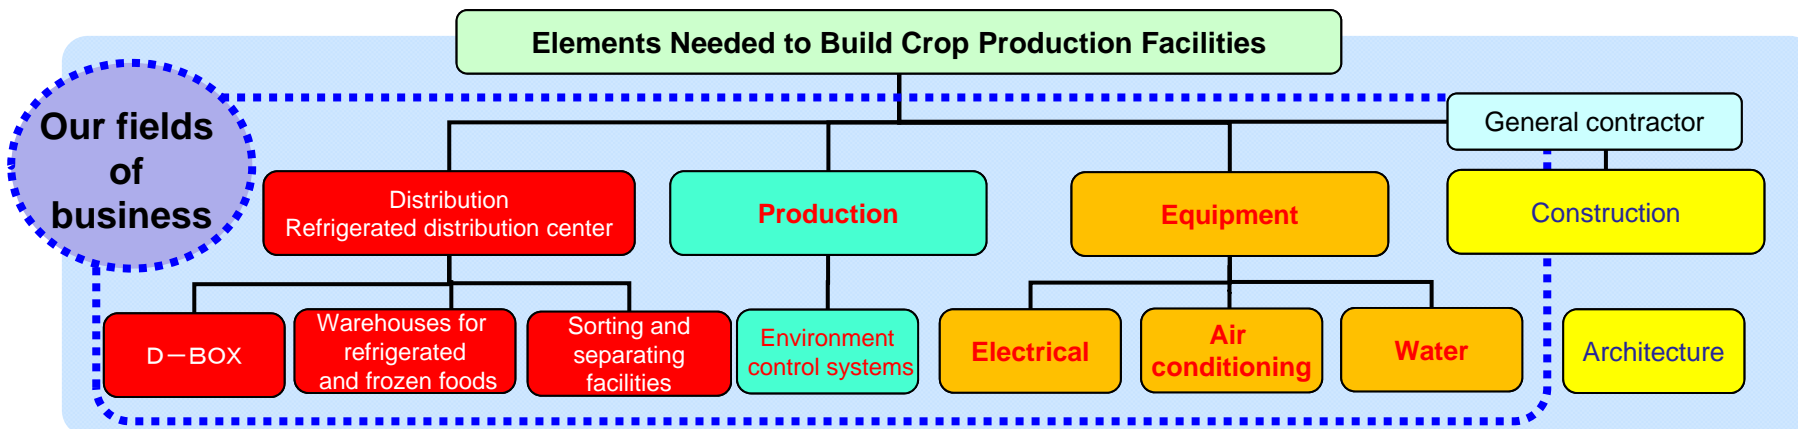 Elements Needed to Build Crop Production Facilities
Our fields
of
business
General contractor
Distribution
Refrigerated distribution center
Production
Equipment
Construction
D－BOX
Warehouses for
refrigerated
and frozen foods
Sorting and
separating
facilities
Environment
control systems
Electrical
Air
conditioning
Water
Architecture